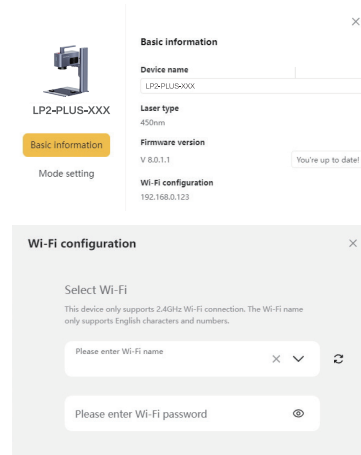 Basic information
Device name
LP2-PLUS-XXX
LP2-PLUS-XXX
Laser type
450nm
Basic information
Firmware version
V 8.0.1.1
You're up to date!
Mode setting
Wi-Fi configuration
192.168.0.123
Wi-Fi configuration
Select Wi-Fi
This device only supports 2.4GHz Wi-Fi connection. The Wi-Fi name
only supports English characters and numbers.
Please enter Wi-Fi name
Please enter Wi-Fi password